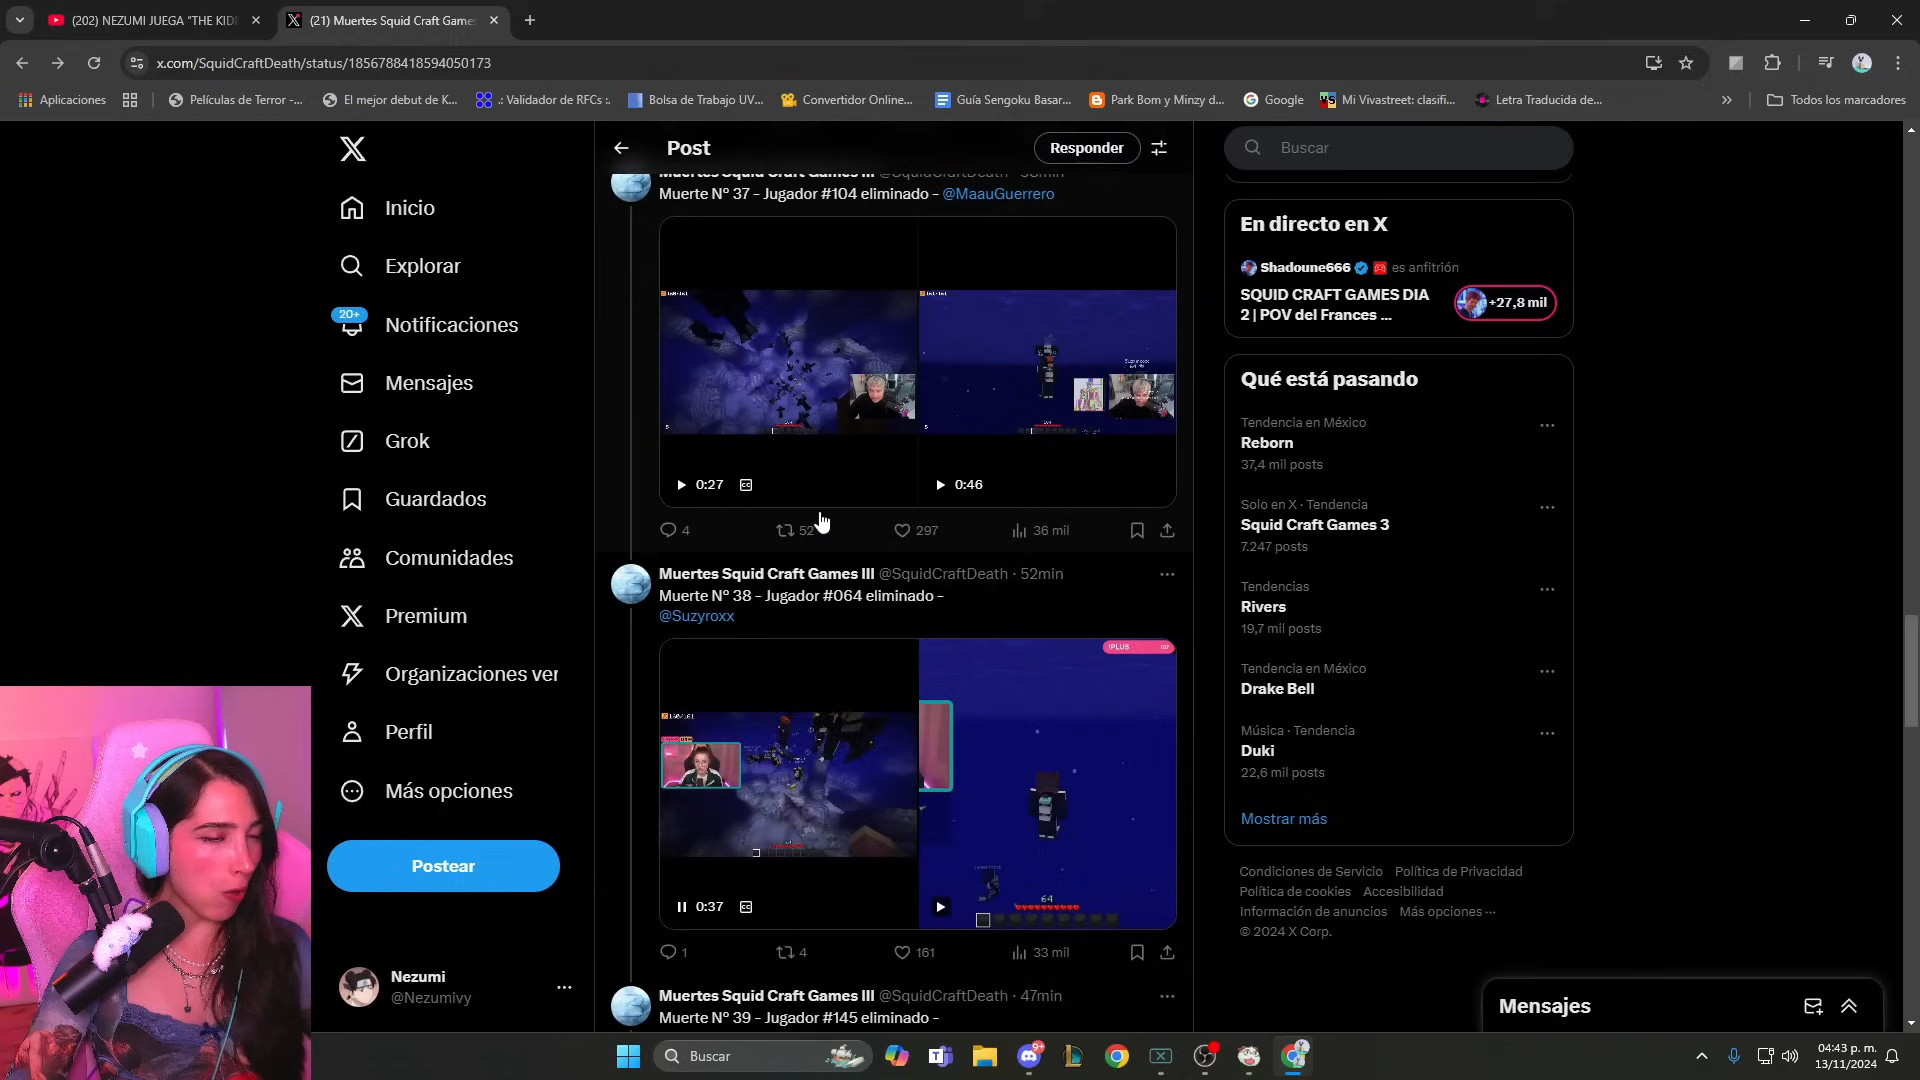 (202) NEZUMI JUEGA "THE KID
(21) Muertes Squid Craft Game
x.com/SquidCraftDeath/status/1856788418594050173
Aplicaciones
Películas de Terror -...
El mejor debut de K...
.: Validador de RFCs :.
Bolsa de Trabajo UV...
Convertidor Online...
Guía Sengoku Basar...
Park Bom y Minzy d...
Google
Mi Vivastreet: clasifi...
Letra Traducida de...
Todos los marcadores
Inicio
Explorar
20+
Notificaciones
Mensajes
Grok
Guardados
Comunidades
Premium
Organizaciones ver
Perfil
Más opciones
Postear
Nezumi
@Nezumivy
Post
Responder
Muertes Squid Craft Games III @SquidCraftDeath
Muerte Nº 37 - Jugador #104 eliminado - @MaauGuerrero
0:27
0:46
4 52 297 36 mil
Muertes Squid Craft Games III @SquidCraftDeath · 52min
Muerte Nº 38 - Jugador #064 eliminado -
@Suzyroxx
!PLUS
64
0:37
1 4 161 33 mil
Muertes Squid Craft Games III @SquidCraftDeath · 47min
Muerte Nº 39 - Jugador #145 eliminado -
Buscar
En directo en X
Shadoune666 es anfitrión
SQUID CRAFT GAMES DIA
2 | POV del Frances ...
+27,8 mil
Qué está pasando
Tendencia en México
Reborn
37,4 mil posts
Solo en X · Tendencia
Squid Craft Games 3
7.247 posts
Tendencias
Rivers
19,7 mil posts
Tendencia en México
Drake Bell
Música · Tendencia
Duki
22,6 mil posts
Mostrar más
Condiciones de Servicio Política de Privacidad
Política de cookies Accesibilidad
Información de anuncios Más opciones ···
© 2024 X Corp.
Mensajes
Buscar
9+
04:43 p. m.
13/11/2024